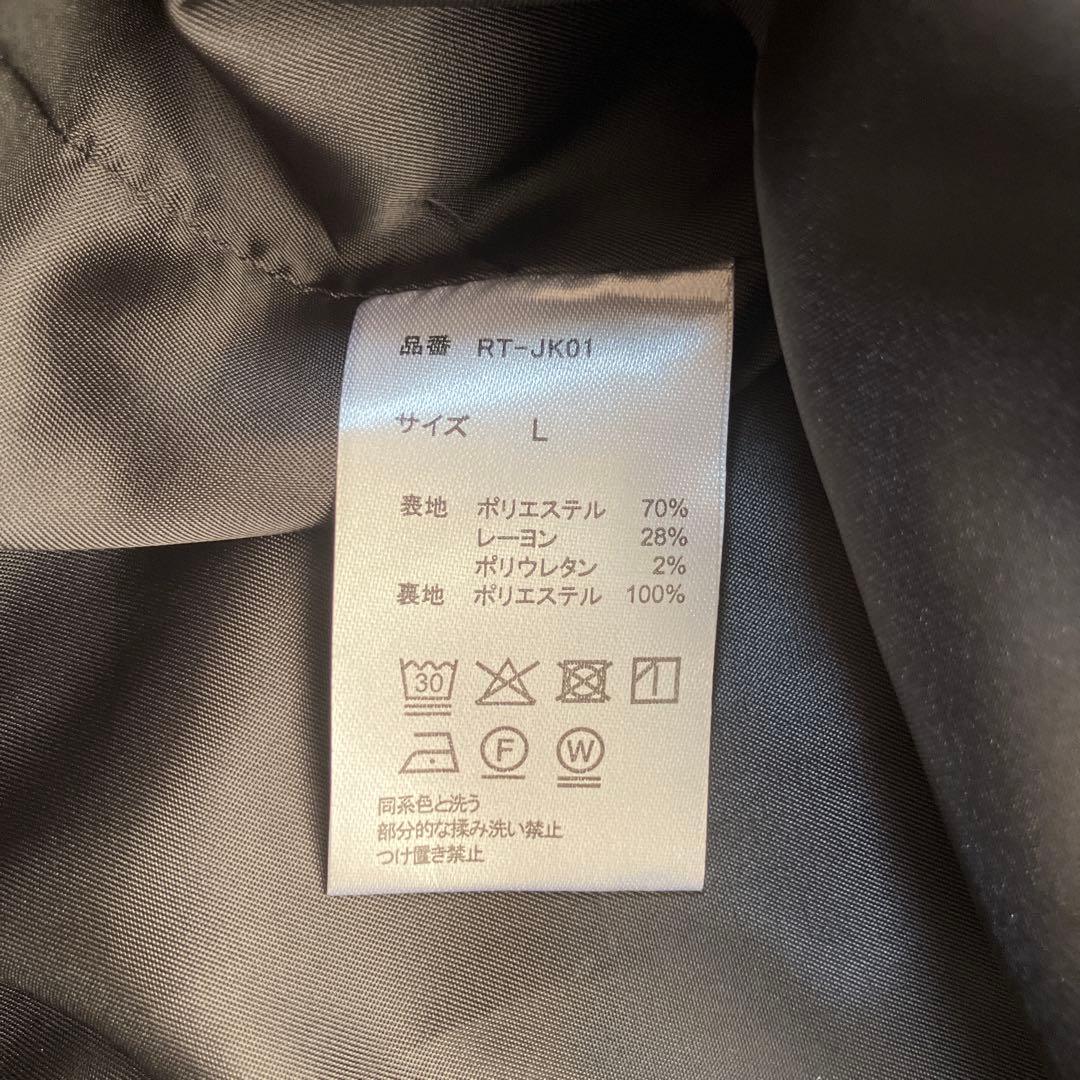 品番 RT-JK01
サイズ L
表地 ポリエステル 70%
レーヨン 28%
ポリウレタン 2%
裏地 ポリエステル 100%
30
F W
同系色と洗う
部分的な揉み洗い禁止
つけ置き禁止